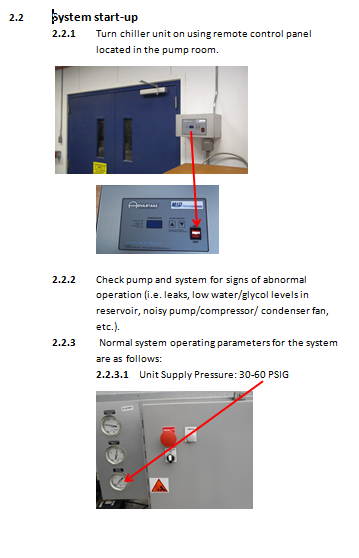 2.2 System start-up
2.2.1 Turn chiller unit on using remote control panel
located in the pump room.
ADVANTAGE
2.2.2 Check pump and system for signs of abnormal
operation (i.e. leaks, low water/glycol levels in
reservoir, noisy pump/compressor/ condenser fan,
etc.).
2.2.3 Normal system operating parameters for the system
are as follows:
2.2.3.1 Unit Supply Pressure: 30-60 PSIG